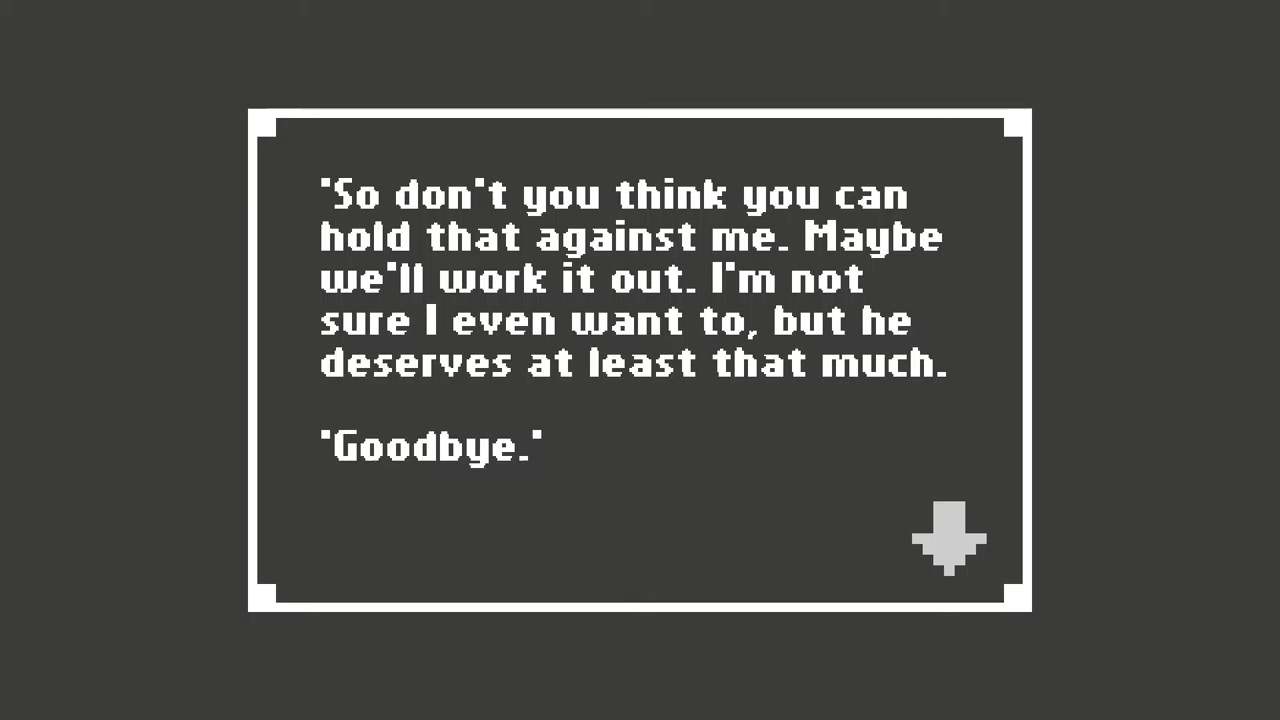 'So don't you think you can
hold that against me. Maybe
we'll work it out. I'm not
sure I even want to, but he
deserves at least that much.
'Goodbye.'